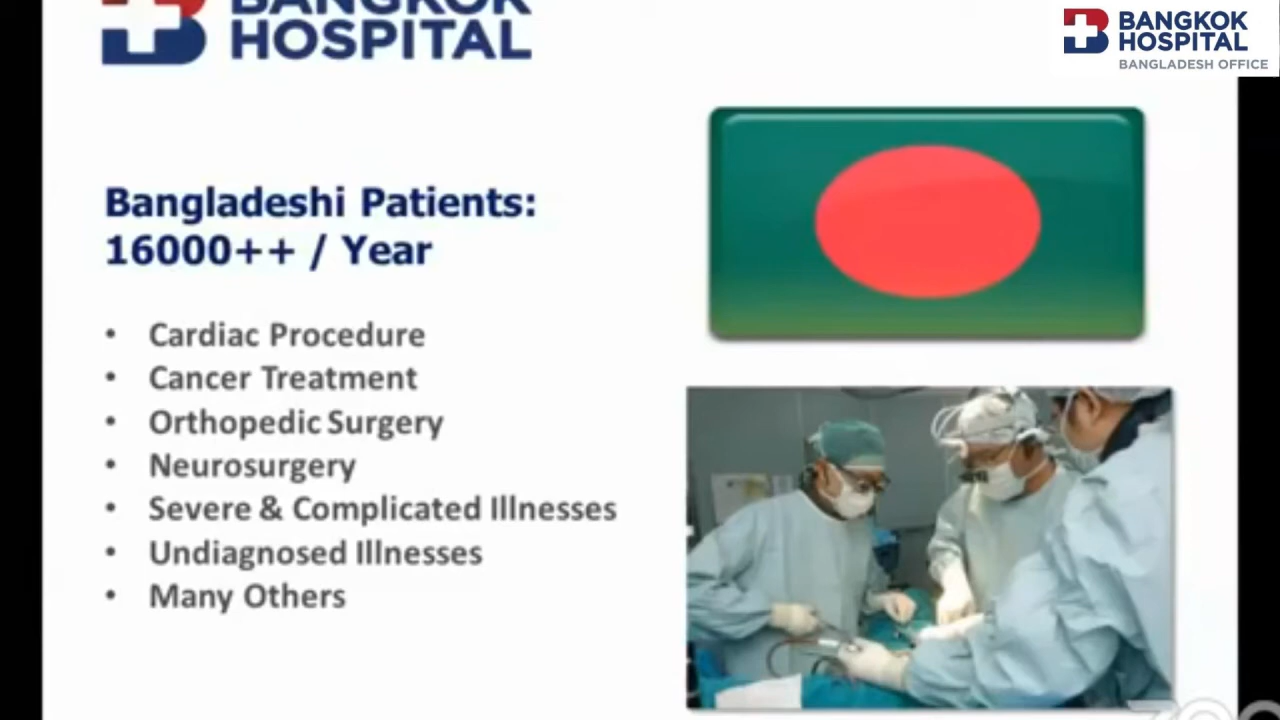 BANGKOK
HOSPITAL
BANGKOK
HOSPITAL
BANGLADESH OFFICE
Bangladeshi Patients:
16000++ / Year
• Cardiac Procedure
• Cancer Treatment
• Orthopedic Surgery
• Neurosurgery
• Severe & Complicated Illnesses
• Undiagnosed Illnesses
• Many Others